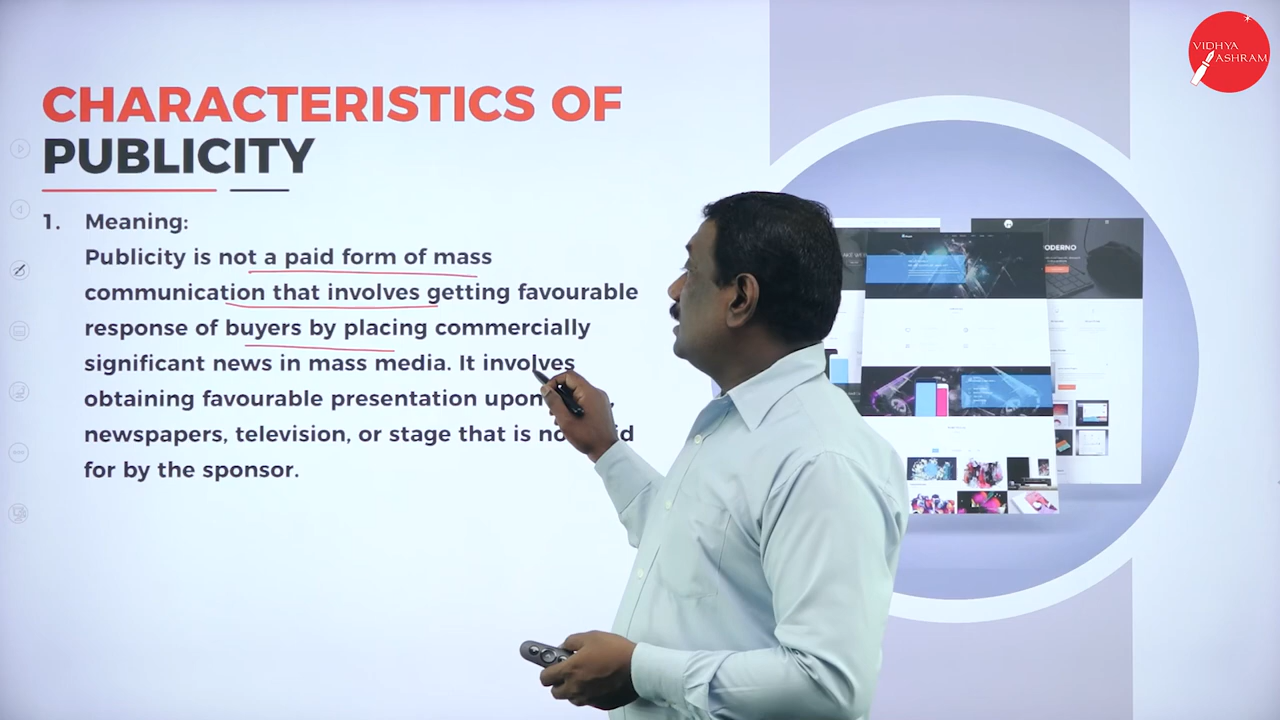 VIDHYA
ASHRAM
CHARACTERISTICS OF
PUBLICITY
1. Meaning:
Publicity is not a paid form of mass
communication that involves getting favourable
response of buyers by placing commercially
significant news in mass media. It involves
obtaining favourable presentation upon
newspapers, television, or stage that is
for by the sponsor.
ODERNO